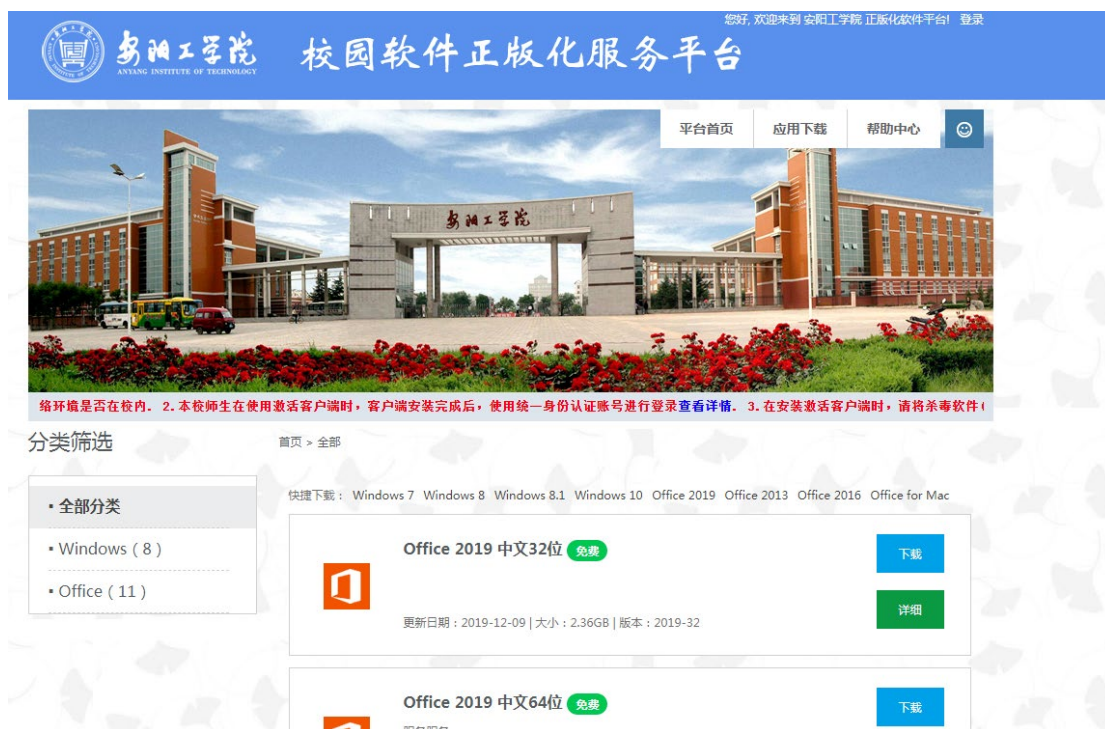 您好, 欢迎来到 安阳工学院 正版化软件平台! 登录
安阳工学院
ANYANG INSTITUTE OF TECHNOLOGY
校园软件正版化服务平台
平台首页 应用下载 帮助中心
安阳工学院
络环境是否在校内. 2.本校师生在使用激活客户端时，客户端安装完成后，使用统一身份认证账号进行登录查看详情. 3.在安装激活客户端时，请将杀毒软件(
分类筛选
首页 » 全部
▪ 全部分类
▪ Windows ( 8 )
▪ Office ( 11 )
快捷下载： Windows 7 Windows 8 Windows 8.1 Windows 10 Office 2019 Office 2013 Office 2016 Office for Mac
Office 2019 中文32位 免费
下载
更新日期：2019-12-09 | 大小：2.36GB | 版本：2019-32
详细
Office 2019 中文64位 免费
下载